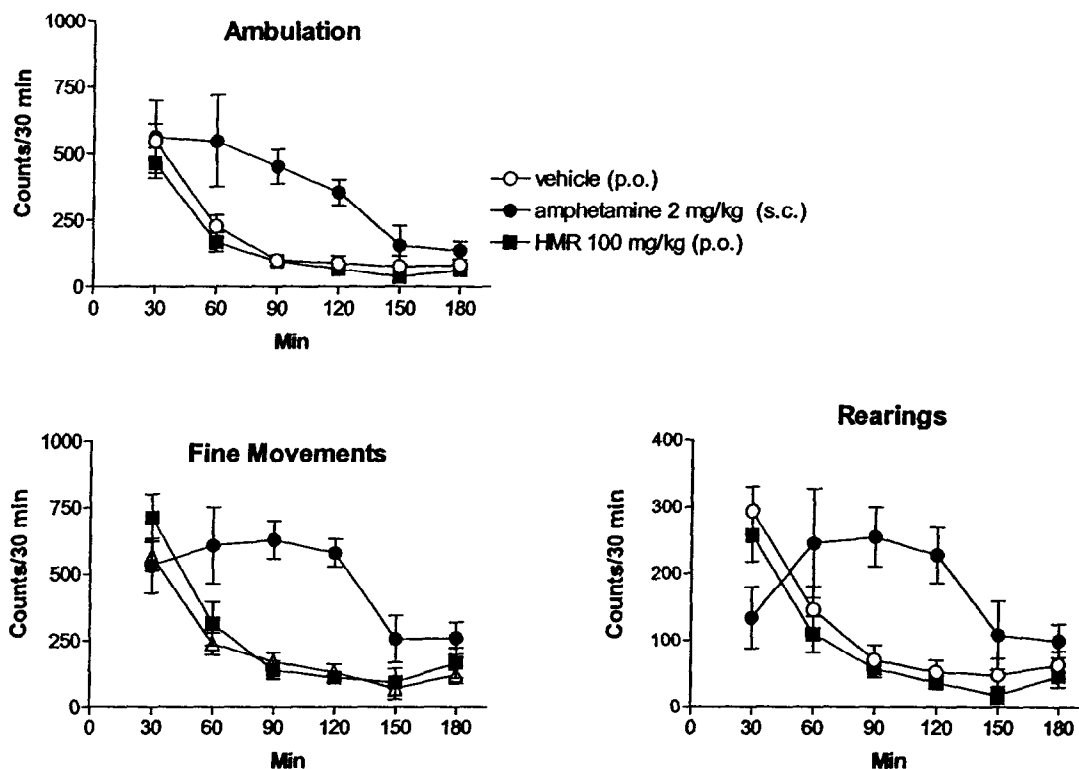 Ambulation
1000
750
500
250
0
Counts/30 min
0 30 60 90 120 150 180
Min
vehicle (p.o.)
amphetamine 2 mg/kg (s.c.)
HMR 100 mg/kg (p.o.)
Fine Movements
1000
750
500
250
0
Counts/30 min
0 30 60 90 120 150 180
Min
Rearings
400
300
200
100
0
Counts/30 min
0 30 60 90 120 150 180
Min